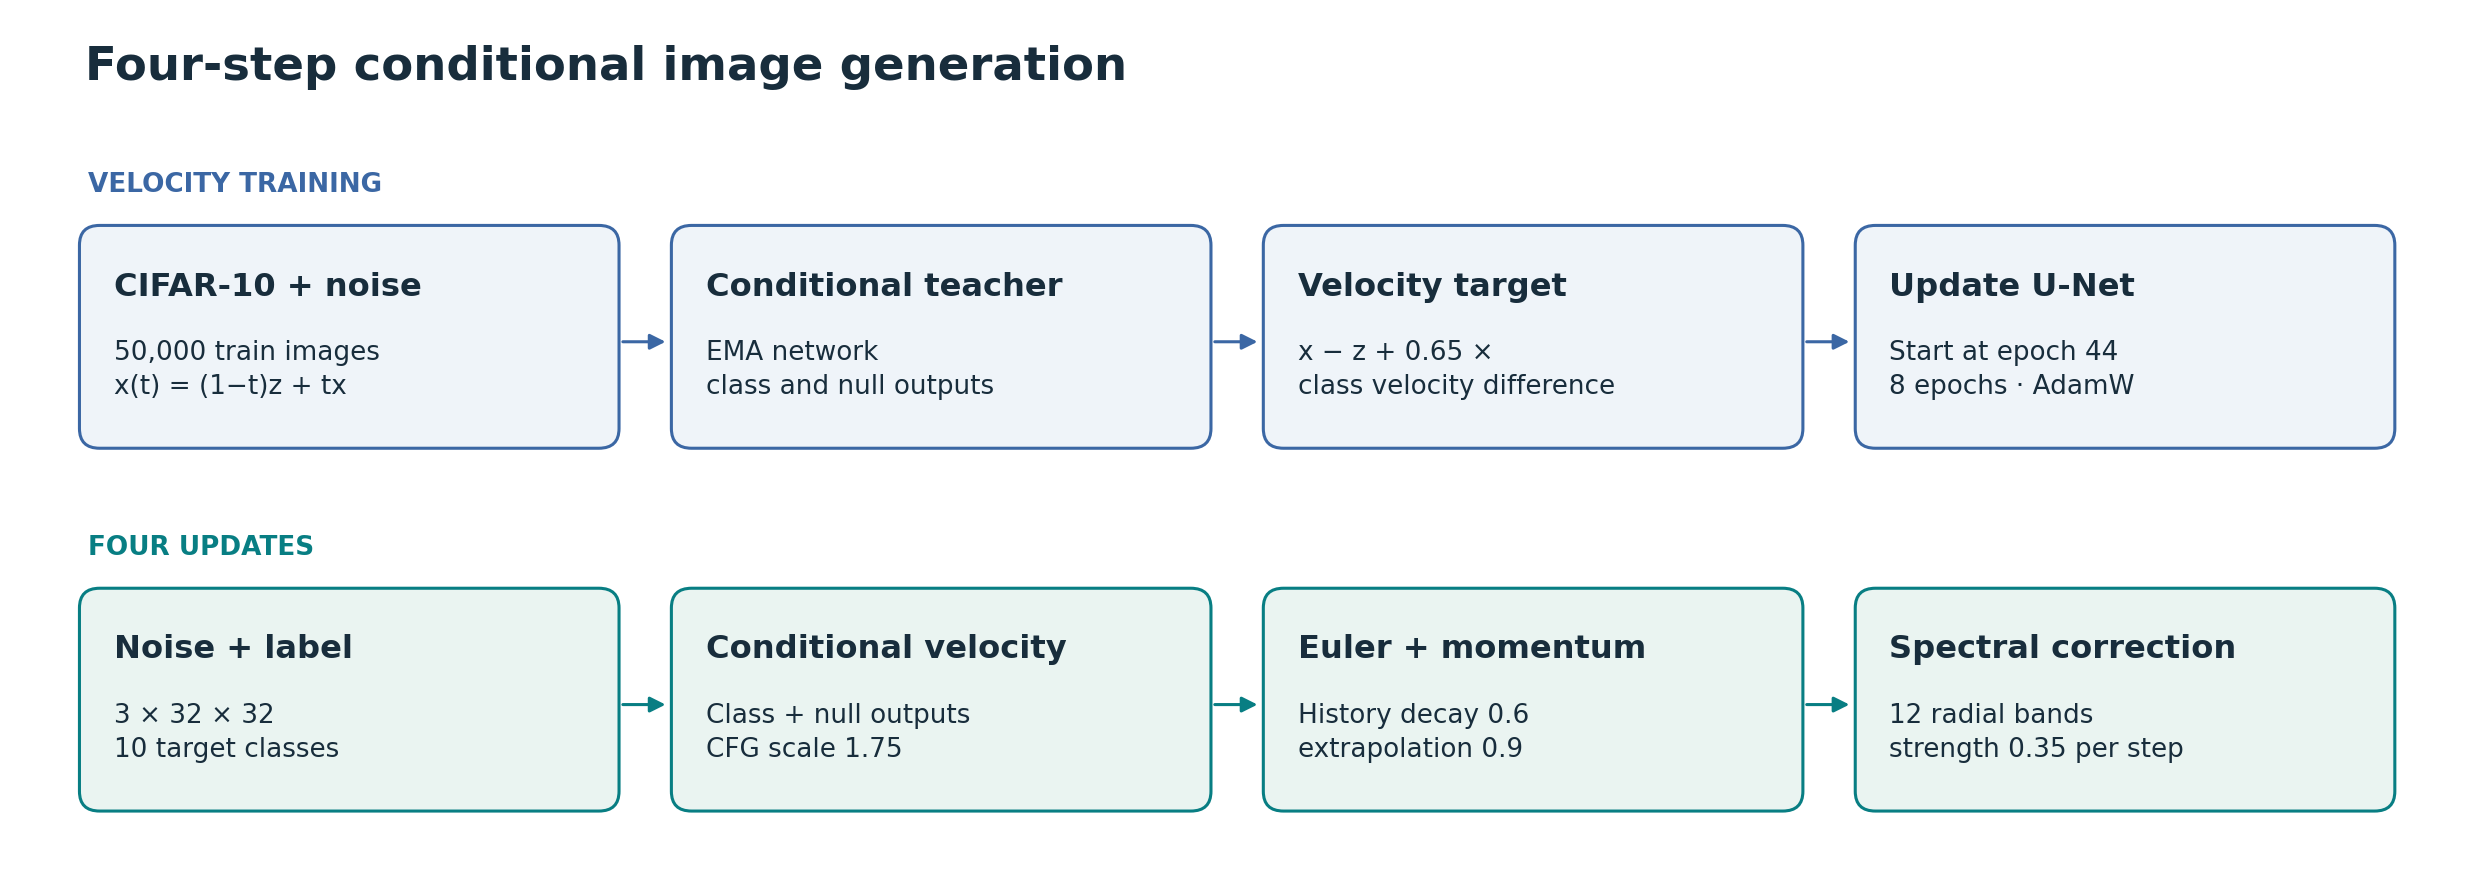 Four-step conditional image generation
VELOCITY TRAINING
CIFAR-10 + noise
50,000 train images
x(t) = (1−t)z + tx
Conditional teacher
EMA network
class and null outputs
Velocity target
x − z + 0.65 ×
class velocity difference
Update U-Net
Start at epoch 44
8 epochs · AdamW
FOUR UPDATES
Noise + label
3 × 32 × 32
10 target classes
Conditional velocity
Class + null outputs
CFG scale 1.75
Euler + momentum
History decay 0.6
extrapolation 0.9
Spectral correction
12 radial bands
strength 0.35 per step